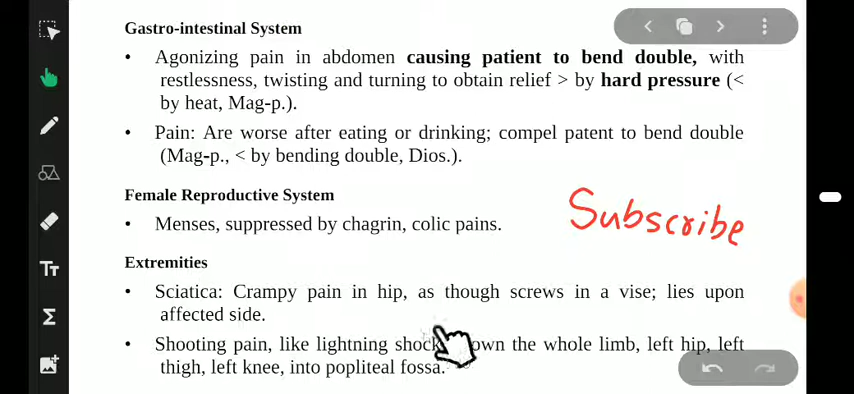 Gastro-intestinal System
• Agonizing pain in abdomen causing patient to bend double, with
restlessness, twisting and turning to obtain relief > by hard pressure (<
by heat, Mag-p.).
• Pain: Are worse after eating or drinking; compel patent to bend double
(Mag-p., < by bending double, Dios.).
Female Reproductive System
• Menses, suppressed by chagrin, colic pains.
Subscribe
Extremities
• Sciatica: Crampy pain in hip, as though screws in a vise; lies upon
affected side.
• Shooting pain, like lightning own the whole limb, left hip, left
thigh, left knee, into popliteal fossa.
Tт
Σ